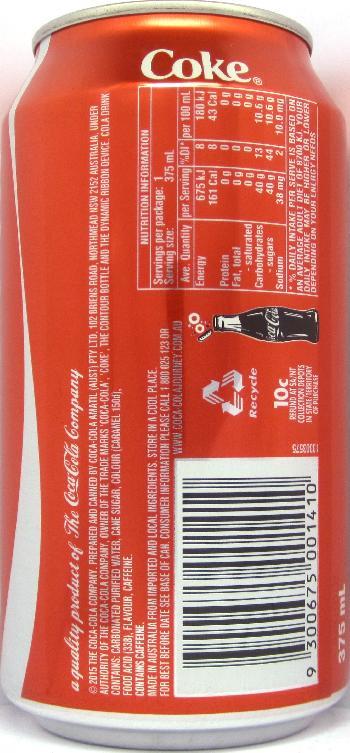 Coke®
NUTRITION INFORMATION
Servings per package: 1
Serving size: 375 mL
Ave. Quantity per Serving %DI* per 100 mL
Energy 675 kJ 8 180 kJ
161 Cal 8 43 Cal
Protein 0 g 0 0 g
Fat, total 0 g 0 0 g
- saturated 0 g 0 0 g
Carbohydrates 40 g 13 10.6 g
- sugars 40 g 44 10.6 g
Sodium 38 mg 2 10.0 mg
* % DAILY INTAKE PER SERVE IS BASED ON
AN AVERAGE ADULT DIET OF 8700 KJ. YOUR
DAILY INTAKE MAY BE HIGHER OR LOWER
DEPENDING ON YOUR ENERGY NEEDS
a quality product of The Coca-Cola Company
© 2015 THE COCA-COLA COMPANY. PREPARED AND CANNED BY COCA-COLA AMATIL (AUST) PTY LTD, 102 BRIENS ROAD, NORTHMEAD NSW 2152 AUSTRALIA, UNDER
AUTHORITY OF THE COCA-COLA COMPANY, OWNER OF THE TRADE MARKS 'COCA-COLA', 'COKE', THE CONTOUR BOTTLE AND THE DYNAMIC RIBBON DEVICE. COLA DRINK
CONTAINS: CARBONATED PURIFIED WATER, CANE SUGAR, COLOUR (CARAMEL 150d),
FOOD ACID (338), FLAVOUR, CAFFEINE.
CONTAINS CAFFEINE.
MADE IN AUSTRALIA FROM IMPORTED AND LOCAL INGREDIENTS. STORE IN A COOL PLACE.
FOR BEST BEFORE DATE SEE BASE OF CAN. CONSUMER INFORMATION PLEASE CALL 1 800 025 123 OR
WWW.COCA-COLAJOURNEY.COM.AU
Coca-Cola
Recycle
10c
REFUND AT SA/NT
COLLECTION DEPOTS
IN STATE/TERRITORY
OF PURCHASE
9 300675 001410
375 mL